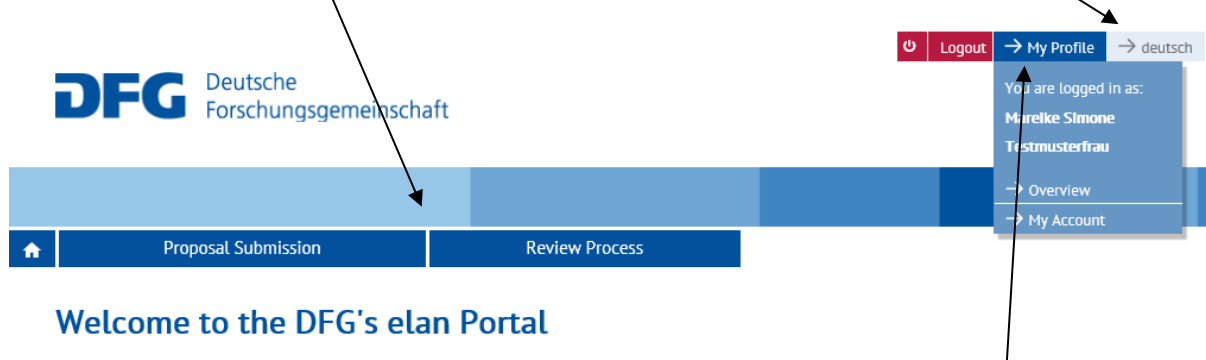 Logout → My Profile → deutsch
DFG Deutsche
Forschungsgemeinschaft
You are logged in as:
Mareike Simone
Testmusterfrau
→ Overview
→ My Account
Proposal Submission Review Process
Welcome to the DFG's elan Portal